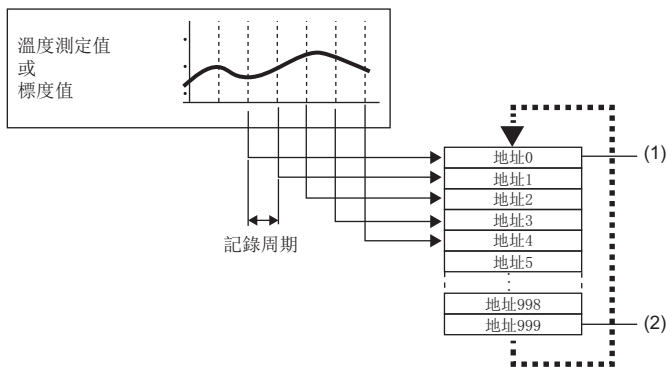 溫度測定值
或
標度值
記錄周期
地址0
地址1
地址2
地址3
地址4
地址5
地址998
地址999
(1)
(2)